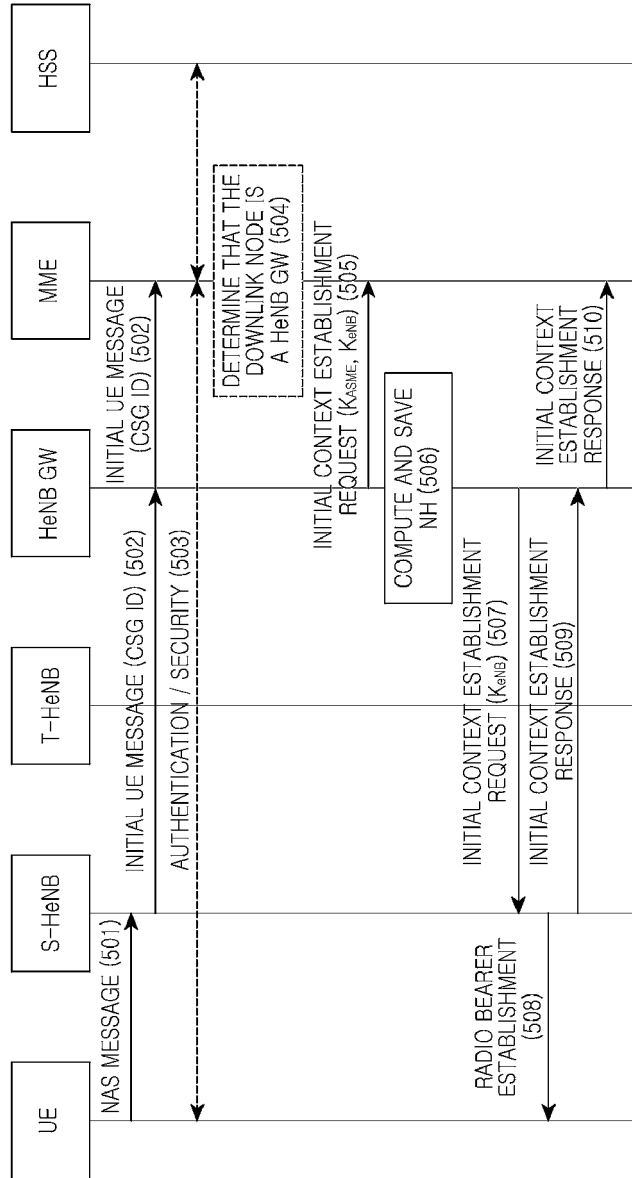 UE
S-HeNB
T-HeNB
HeNB GW
MME
HSS
NAS MESSAGE (501)
INITIAL UE MESSAGE (CSG ID) (502)
INITIAL UE MESSAGE
(CSG ID) (502)
AUTHENTICATION / SECURITY (503)
DETERMINE THAT THE
DOWNLINK NODE IS
A HeNB GW (504)
INITIAL CONTEXT ESTABLISHMENT
REQUEST (KASME, KeNB) (505)
COMPUTE AND SAVE
NH (506)
INITIAL CONTEXT ESTABLISHMENT
REQUEST (KeNB) (507)
RADIO BEARER
ESTABLISHMENT
(508)
INITIAL CONTEXT ESTABLISHMENT
RESPONSE (509)
INITIAL CONTEXT
ESTABLISHMENT
RESPONSE (510)